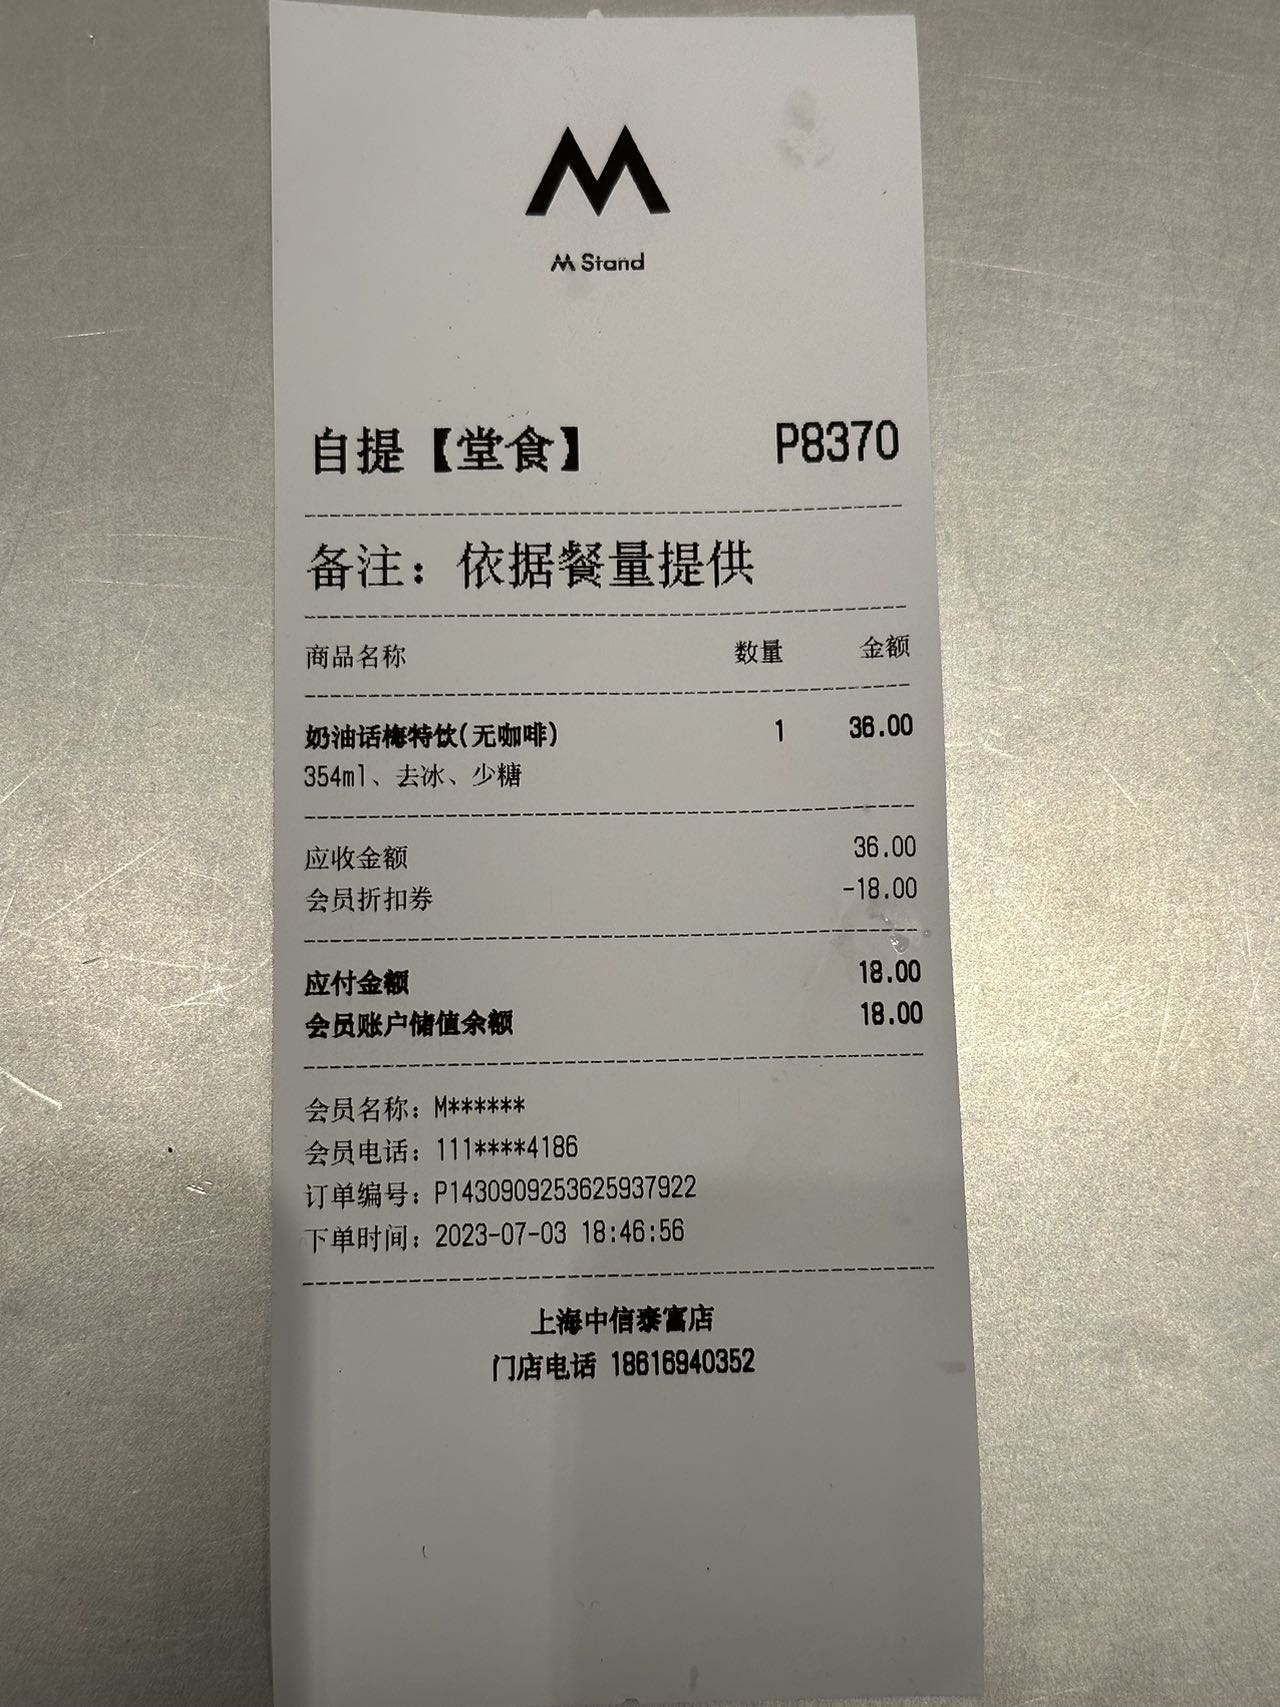 M Stand
自提【堂食】 P8370
备注：依据餐量提供
商品名称 数量 金额
奶油话梅特饮(无咖啡) 1 36.00
354ml、去冰、少糖
应收金额 36.00
会员折扣券 -18.00
应付金额 18.00
会员账户储值余额 18.00
会员名称：M******
会员电话：111****4186
订单编号：P1430909253625937922
下单时间：2023-07-03 18:46:56
上海中信泰富店
门店电话 18616940352